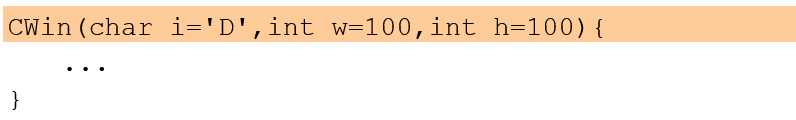 CWin(char i='D',int w=100,int h=100){
...
}